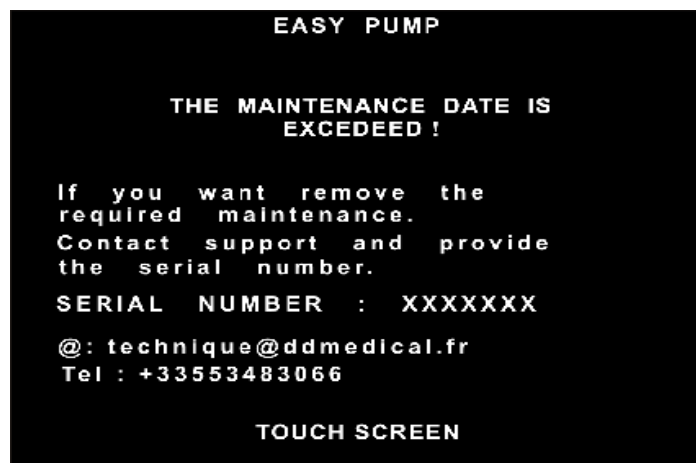 EASY PUMP
THE MAINTENANCE DATE IS
EXCEDEED !
If you want remove the
required maintenance.
Contact support and provide
the serial number.
SERIAL NUMBER : XXXXXXX
@: technique@ddmedical.fr
Tel : +33553483066
TOUCH SCREEN